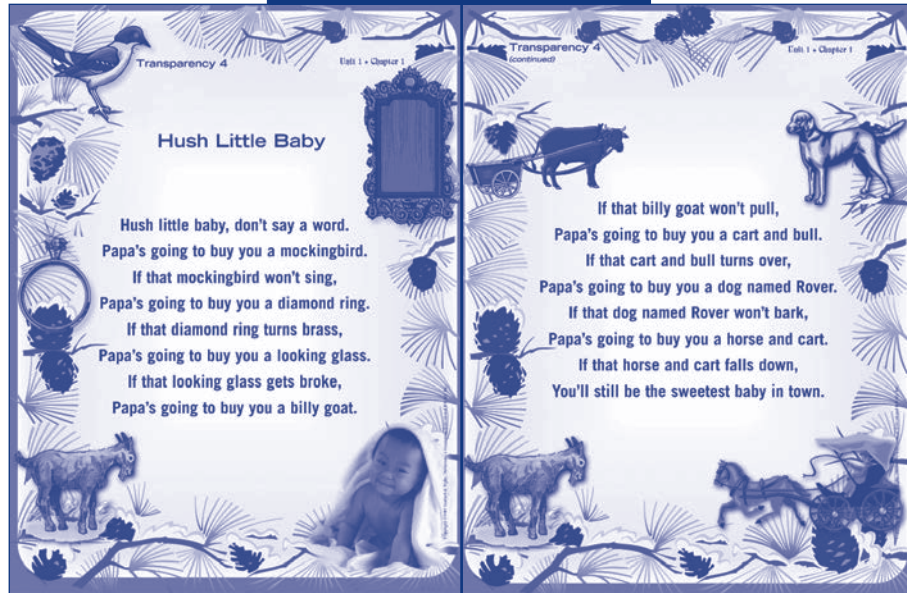 Transparency 4
Unit 1 • Chapter 1
Hush Little Baby
Hush little baby, don't say a word.
Papa's going to buy you a mockingbird.
If that mockingbird won't sing,
Papa's going to buy you a diamond ring.
If that diamond ring turns brass,
Papa's going to buy you a looking glass.
If that looking glass gets broke,
Papa's going to buy you a billy goat.
Transparency 4
(continued)
Unit 1 • Chapter 1
If that billy goat won't pull,
Papa's going to buy you a cart and bull.
If that cart and bull turns over,
Papa's going to buy you a dog named Rover.
If that dog named Rover won't bark,
Papa's going to buy you a horse and cart.
If that horse and cart falls down,
You'll still be the sweetest baby in town.